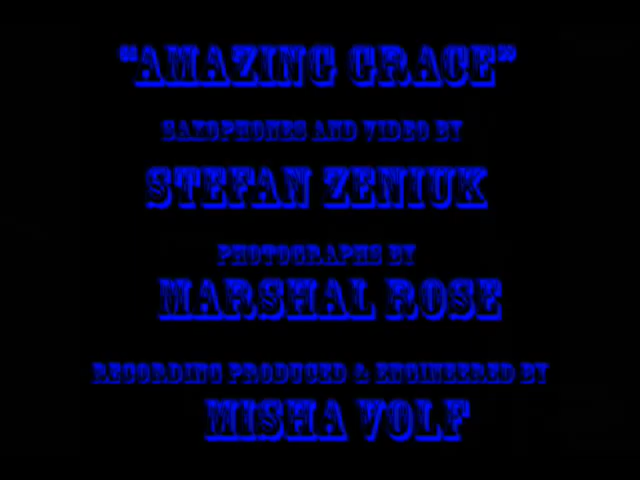 “AMAZING GRACE”
SAXOPHONES AND VIDEO BY
STEFAN ZENIUK
PHOTOGRAPHS BY
MARSHAL ROSE
RECORDING PRODUCED & ENGINEERED BY
MISHA VOLF